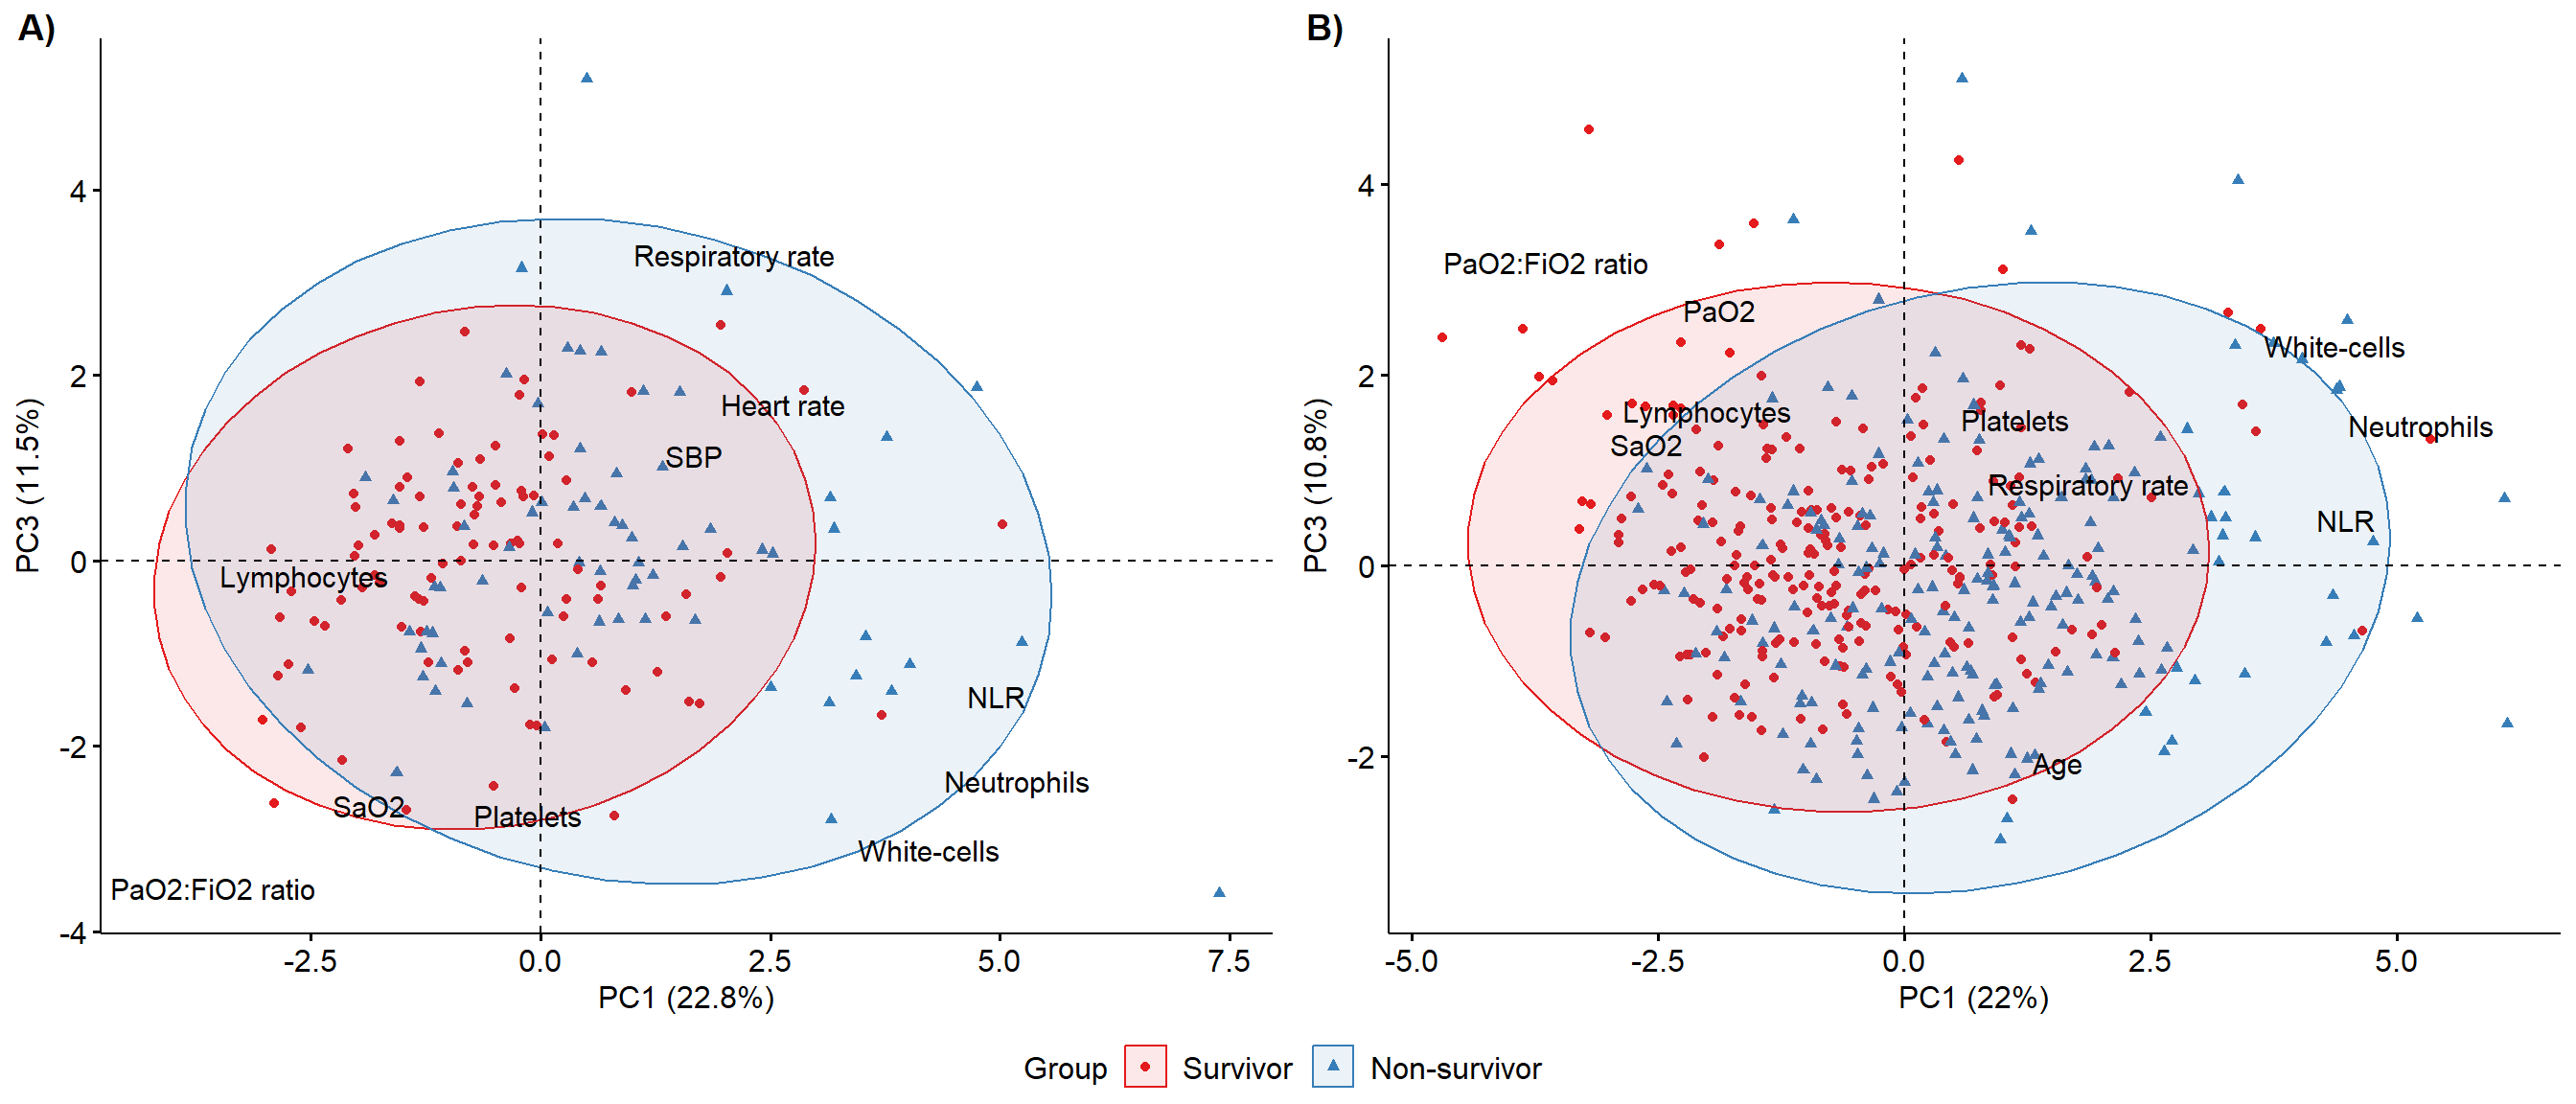 A)
4
2
0
-2
-4
PC3 (11.5%)
Respiratory rate
Heart rate
SBP
Lymphocytes
NLR
Neutrophils
SaO2
Platelets
White-cells
PaO2:FiO2 ratio
-2.5
0.0
2.5
5.0
7.5
PC1 (22.8%)
B)
4
2
0
-2
PC3 (10.8%)
PaO2:FiO2 ratio
PaO2
White-cells
Lymphocytes
Platelets
Neutrophils
SaO2
Respiratory rate
NLR
Age
-5.0
-2.5
0.0
2.5
5.0
PC1 (22%)
Group Survivor Non-survivor